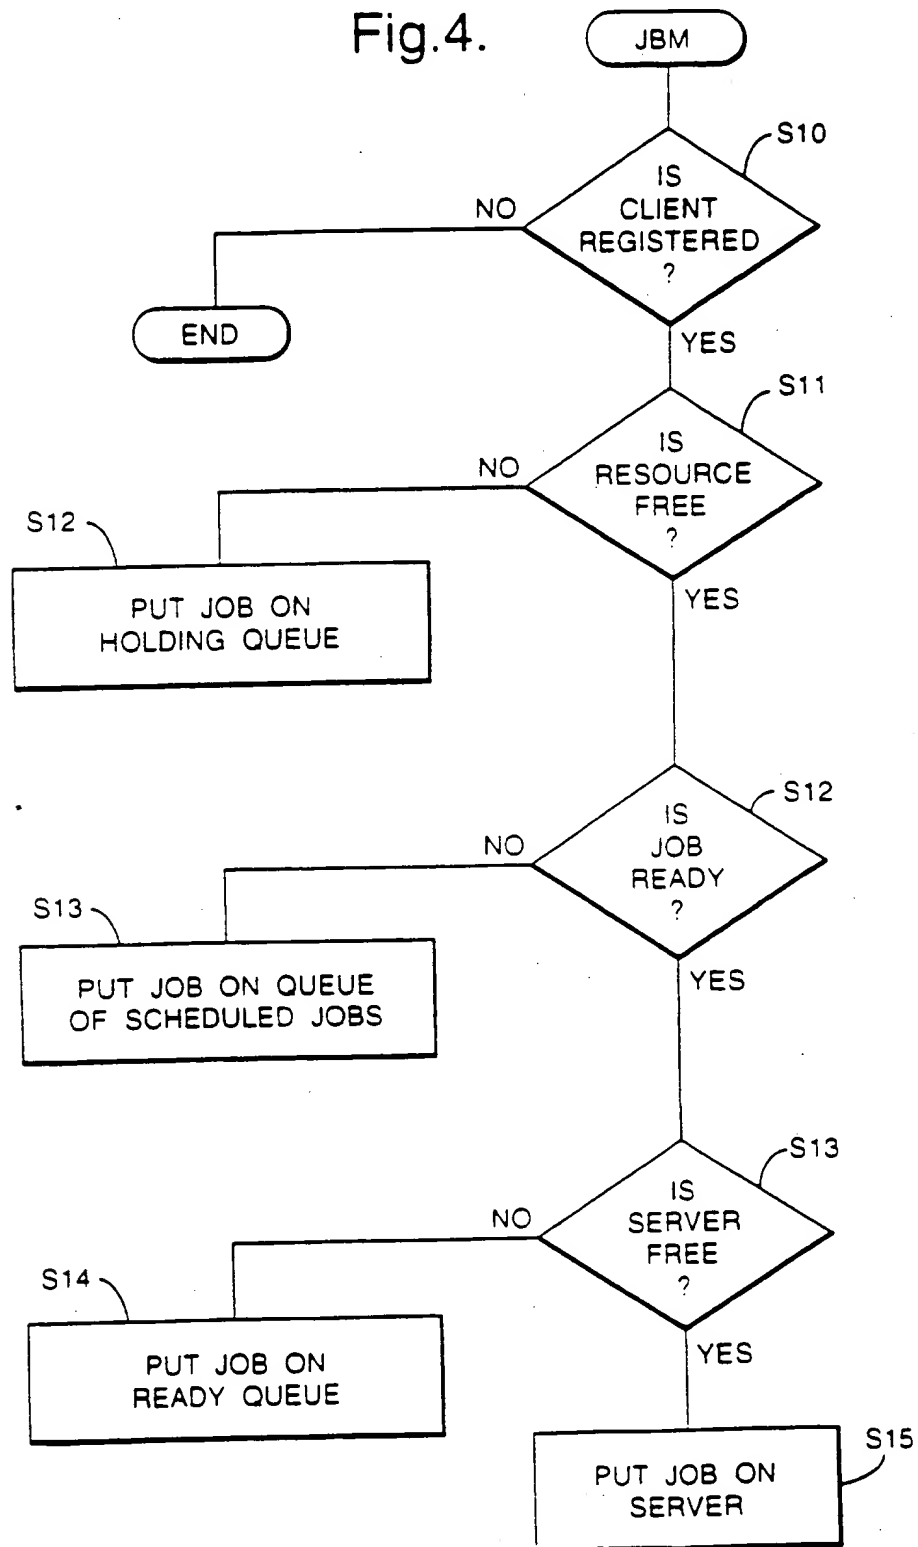 Fig.4.
JBM
S10
IS
CLIENT
REGISTERED
?
NO
END
YES
S11
IS
RESOURCE
FREE
?
NO
S12
PUT JOB ON
HOLDING QUEUE
YES
S12
IS
JOB
READY
?
NO
S13
PUT JOB ON QUEUE
OF SCHEDULED JOBS
YES
S13
IS
SERVER
FREE
?
NO
S14
PUT JOB ON
READY QUEUE
YES
S15
PUT JOB ON
SERVER